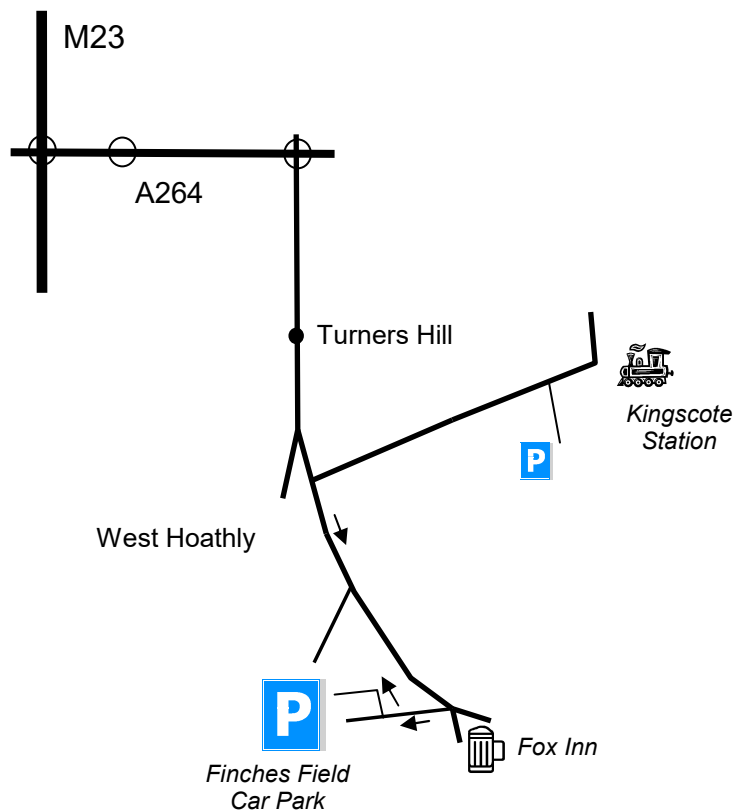 M23
A264
Turners Hill
Kingscote
Station
P
West Hoathly
P
Fox Inn
Finches Field
Car Park